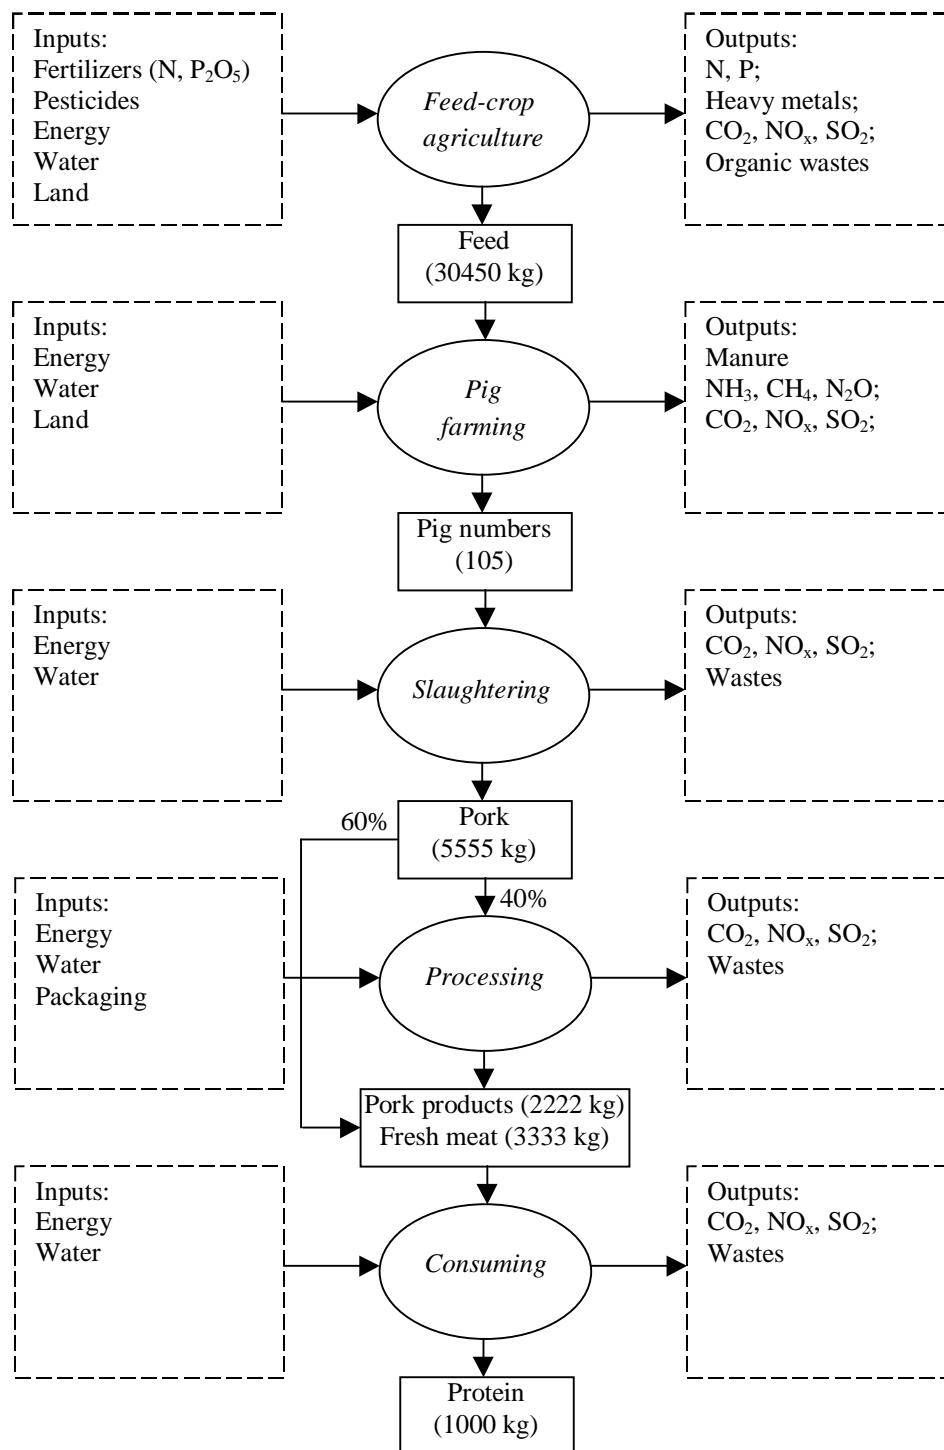 Inputs:
Fertilizers (N, P₂O₅)
Pesticides
Energy
Water
Land
Feed-crop
agriculture
Outputs:
N, P;
Heavy metals;
CO₂, NOₓ, SO₂;
Organic wastes
Feed
(30450 kg)
Inputs:
Energy
Water
Land
Pig
farming
Outputs:
Manure
NH₃, CH₄, N₂O;
CO₂, NOₓ, SO₂;
Pig numbers
(105)
Inputs:
Energy
Water
Slaughtering
Outputs:
CO₂, NOₓ, SO₂;
Wastes
Pork
(5555 kg)
60%
40%
Inputs:
Energy
Water
Packaging
Processing
Outputs:
CO₂, NOₓ, SO₂;
Wastes
Pork products (2222 kg)
Fresh meat (3333 kg)
Inputs:
Energy
Water
Consuming
Outputs:
CO₂, NOₓ, SO₂;
Wastes
Protein
(1000 kg)